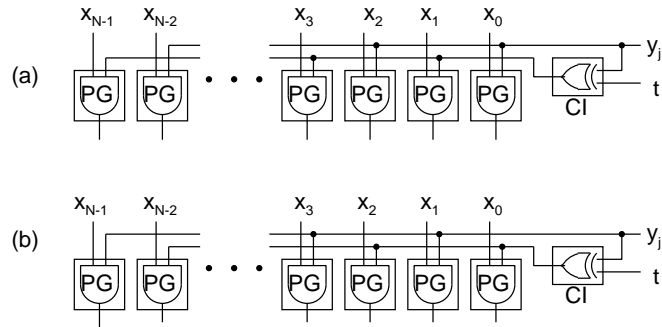 x_{N-1} x_{N-2} x_3 x_2 x_1 x_0
y_j
(a) PG PG • • • PG PG PG PG
t
CI
x_{N-1} x_{N-2} x_3 x_2 x_1 x_0
(b) y_j
PG PG • • • PG PG PG PG
t
CI